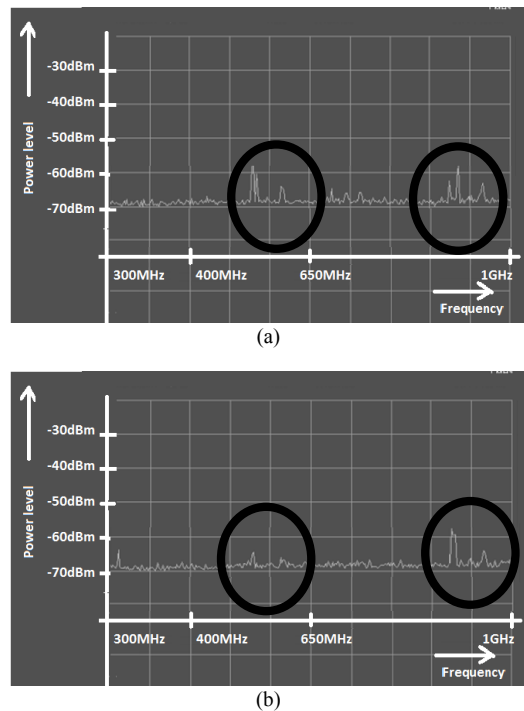 -30dBm
-40dBm
-50dBm
-60dBm
-70dBm
Power level
300MHz 400MHz 650MHz 1GHz
Frequency
(a)
-30dBm
-40dBm
-50dBm
-60dBm
-70dBm
Power level
300MHz 400MHz 650MHz 1GHz
Frequency
(b)